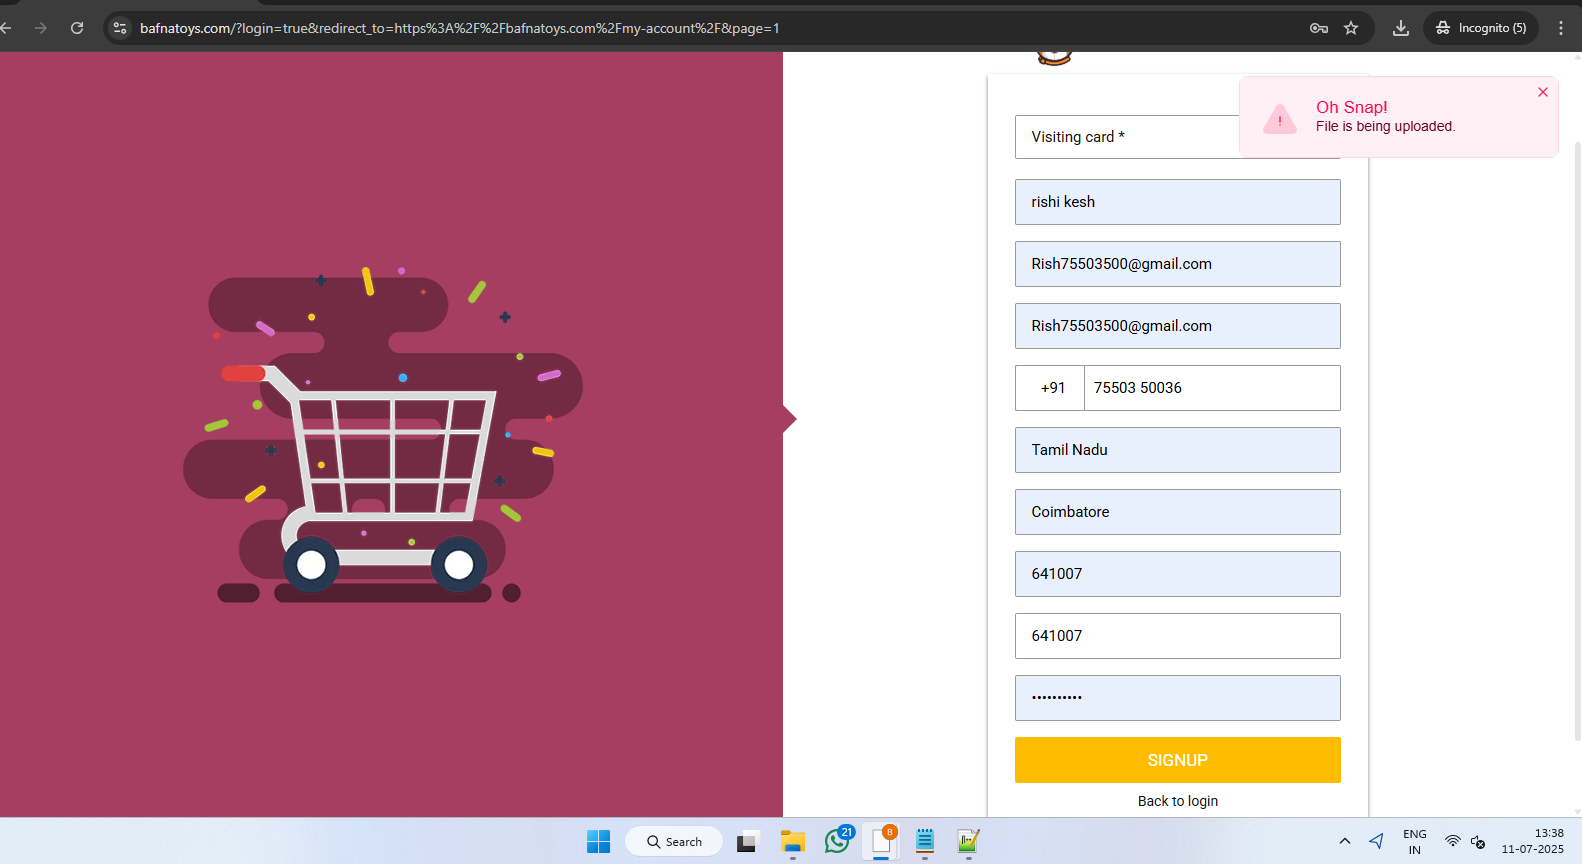 bafnatoys.com/?login=true&redirect_to=https%3A%2F%2Fbafnatoys.com%2Fmy-account%2F&page=1
Incognito (5)
Oh Snap!
File is being uploaded.
Visiting card *
rishi kesh
Rish75503500@gmail.com
Rish75503500@gmail.com
+91 75503 50036
Tamil Nadu
Coimbatore
641007
641007
••••••••••
SIGNUP
Back to login
Search
21
8
ENG
IN
13:38
11-07-2025